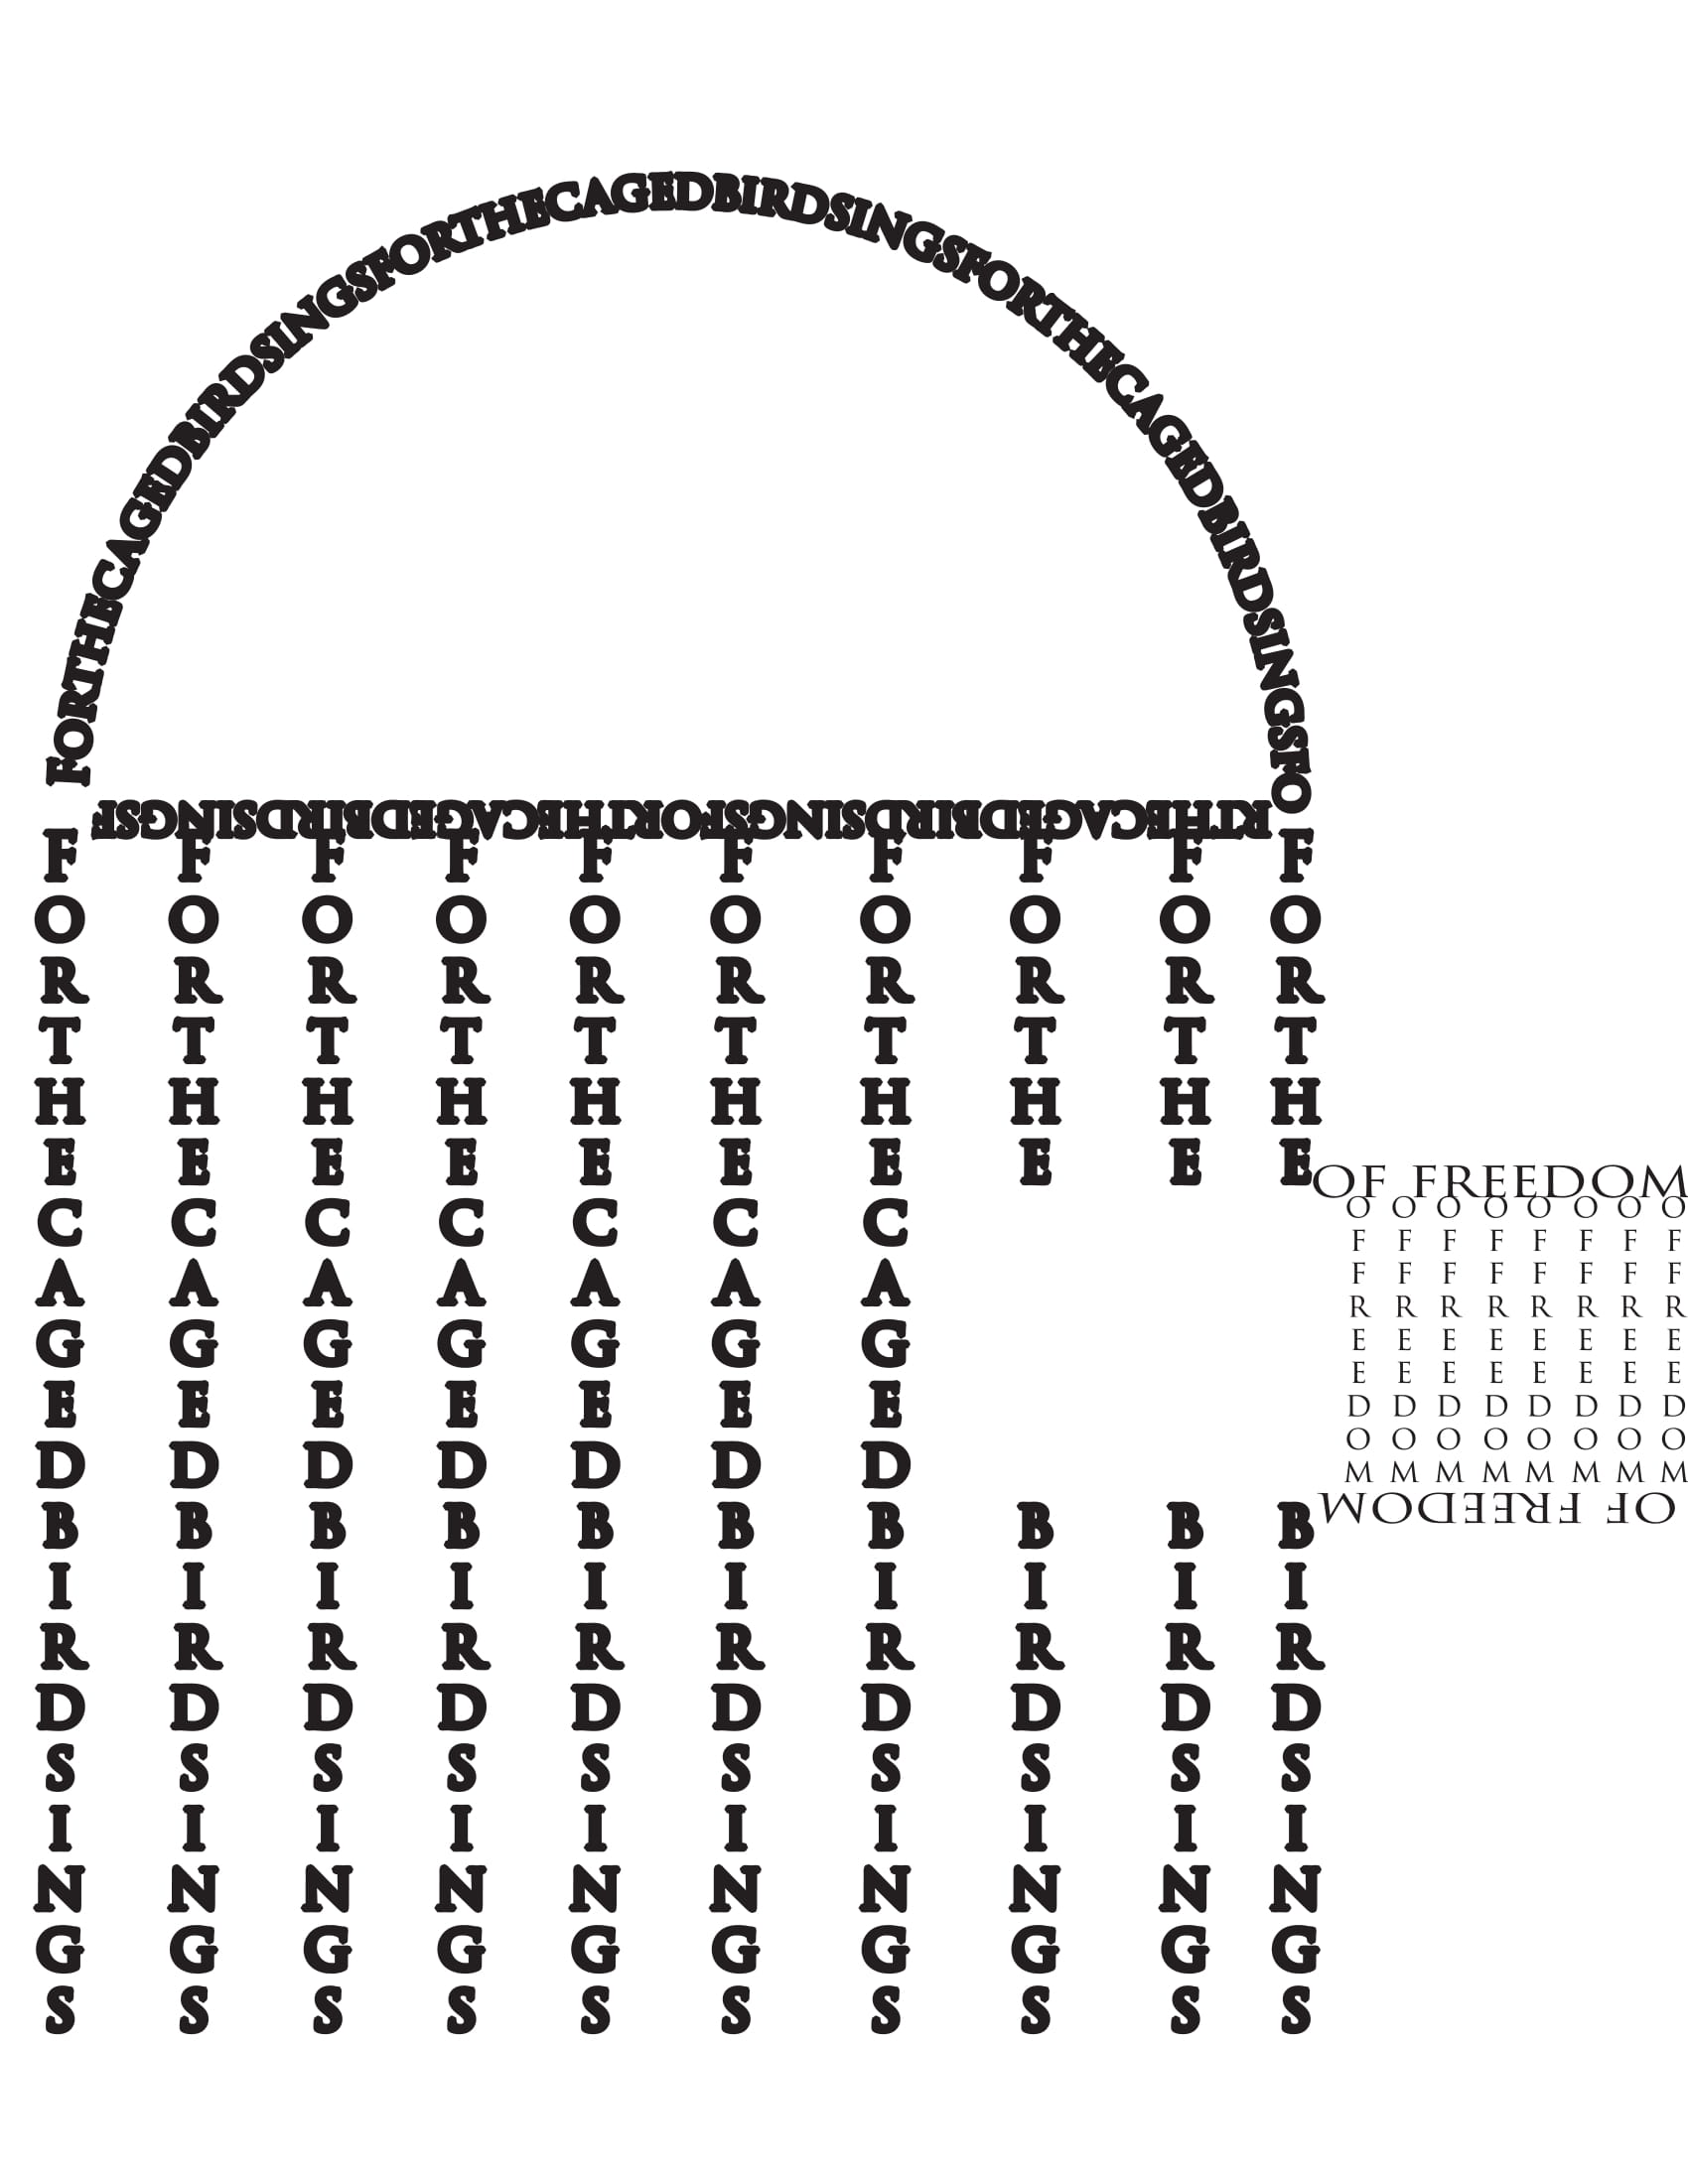 FORTHECAGEDBIRDSINGSFORTHECAGEDBIRDSINGSFORTHECAGEDBIRDSINGSFO
RTHECAGEDBIRDSINGSFORTHECAGEDBIRDSINGSF
FORTHECAGEDBIRDSINGS
FORTHECAGEDBIRDSINGS
FORTHECAGEDBIRDSINGS
FORTHECAGEDBIRDSINGS
FORTHECAGEDBIRDSINGS
FORTHECAGEDBIRDSINGS
FORTHECAGEDBIRDSINGS
FORTHE
BIRDSINGS
FORTHE
BIRDSINGS
FORTHE
BIRDSINGS
OF FREEDOM
OFFREEDOM
OFFREEDOM
OFFREEDOM
OFFREEDOM
OFFREEDOM
OFFREEDOM
OFFREEDOM
OFFREEDOM
OF FREEDOM